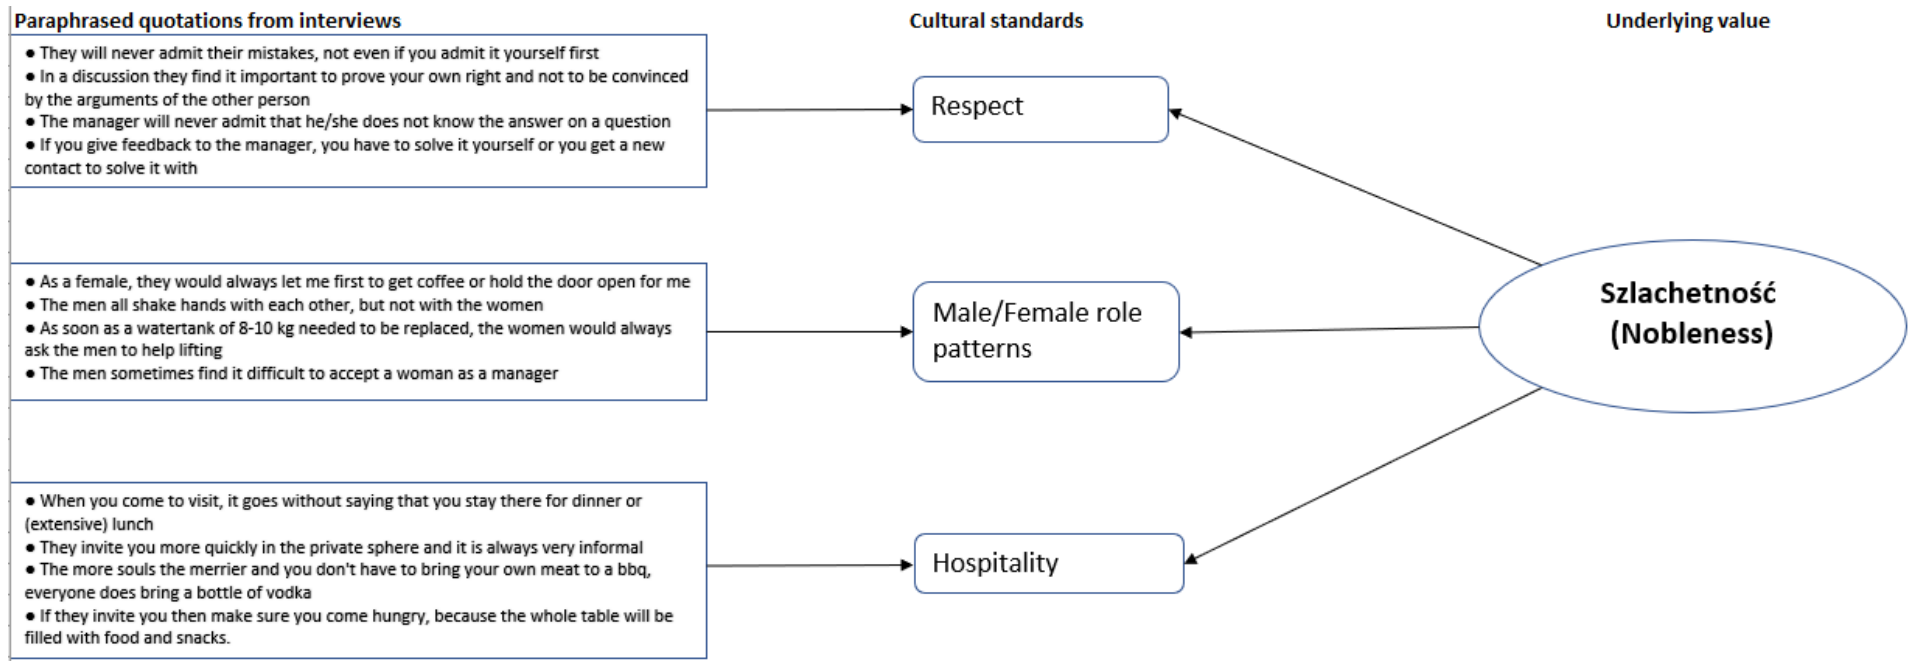 Paraphrased quotations from interviews
Cultural standards
Underlying value
● They will never admit their mistakes, not even if you admit it yourself first
● In a discussion they find it important to prove your own right and not to be convinced
by the arguments of the other person
● The manager will never admit that he/she does not know the answer on a question
● If you give feedback to the manager, you have to solve it yourself or you get a new
contact to solve it with
Respect
● As a female, they would always let me first to get coffee or hold the door open for me
● The men all shake hands with each other, but not with the women
● As soon as a watertank of 8-10 kg needed to be replaced, the women would always
ask the men to help lifting
● The men sometimes find it difficult to accept a woman as a manager
Male/Female role
patterns
Szlachetność
(Nobleness)
● When you come to visit, it goes without saying that you stay there for dinner or
(extensive) lunch
● They invite you more quickly in the private sphere and it is always very informal
● The more souls the merrier and you don't have to bring your own meat to a bbq,
everyone does bring a bottle of vodka
● If they invite you then make sure you come hungry, because the whole table will be
filled with food and snacks.
Hospitality